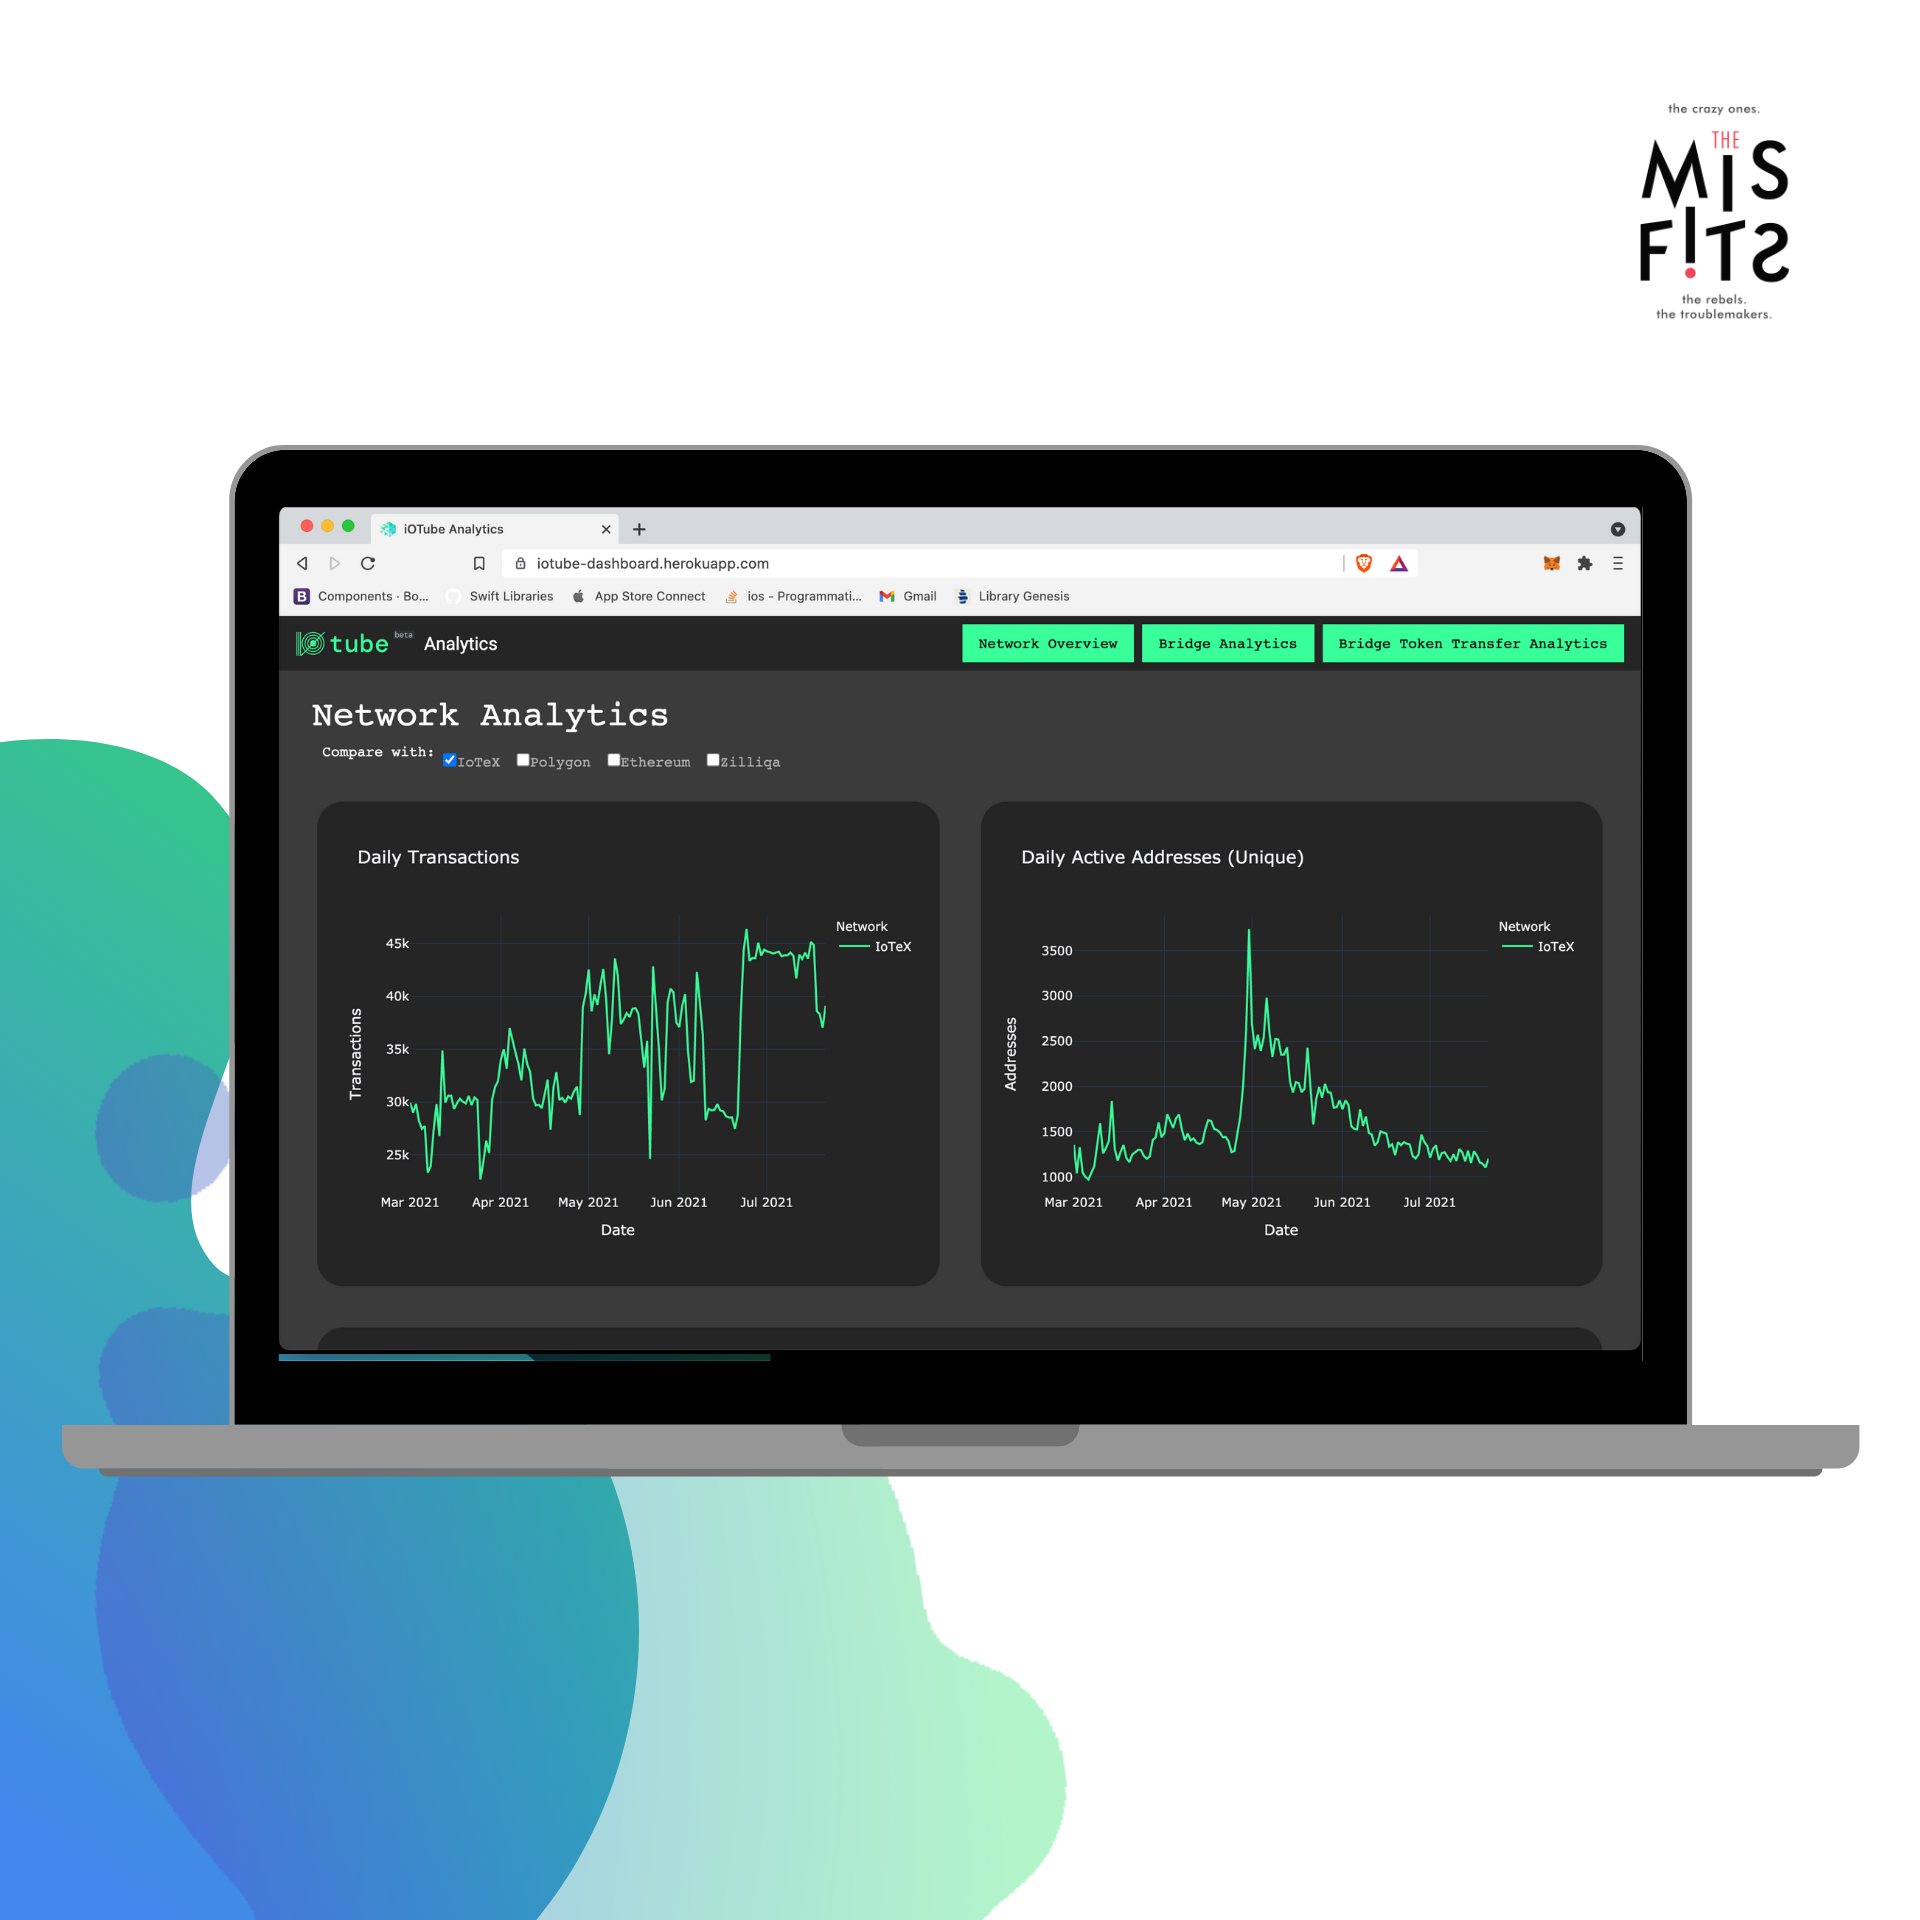 the crazy ones.
THE
MIS
FITS
the rebels.
the troublemakers.
iOTube Analytics
iotube-dashboard.herokuapp.com
B Components · Bo... Swift Libraries App Store Connect ios - Programmati... Gmail Library Genesis
tube beta Analytics Network Overview Bridge Analytics Bridge Token Transfer Analytics
Network Analytics
Compare with: IoTeX Polygon Ethereum Zilliqa
Daily Transactions
Network
IoTeX
45k
40k
35k
30k
25k
Transactions
Mar 2021 Apr 2021 May 2021 Jun 2021 Jul 2021
Date
Daily Active Addresses (Unique)
Network
IoTeX
3500
3000
2500
2000
1500
1000
Addresses
Mar 2021 Apr 2021 May 2021 Jun 2021 Jul 2021
Date